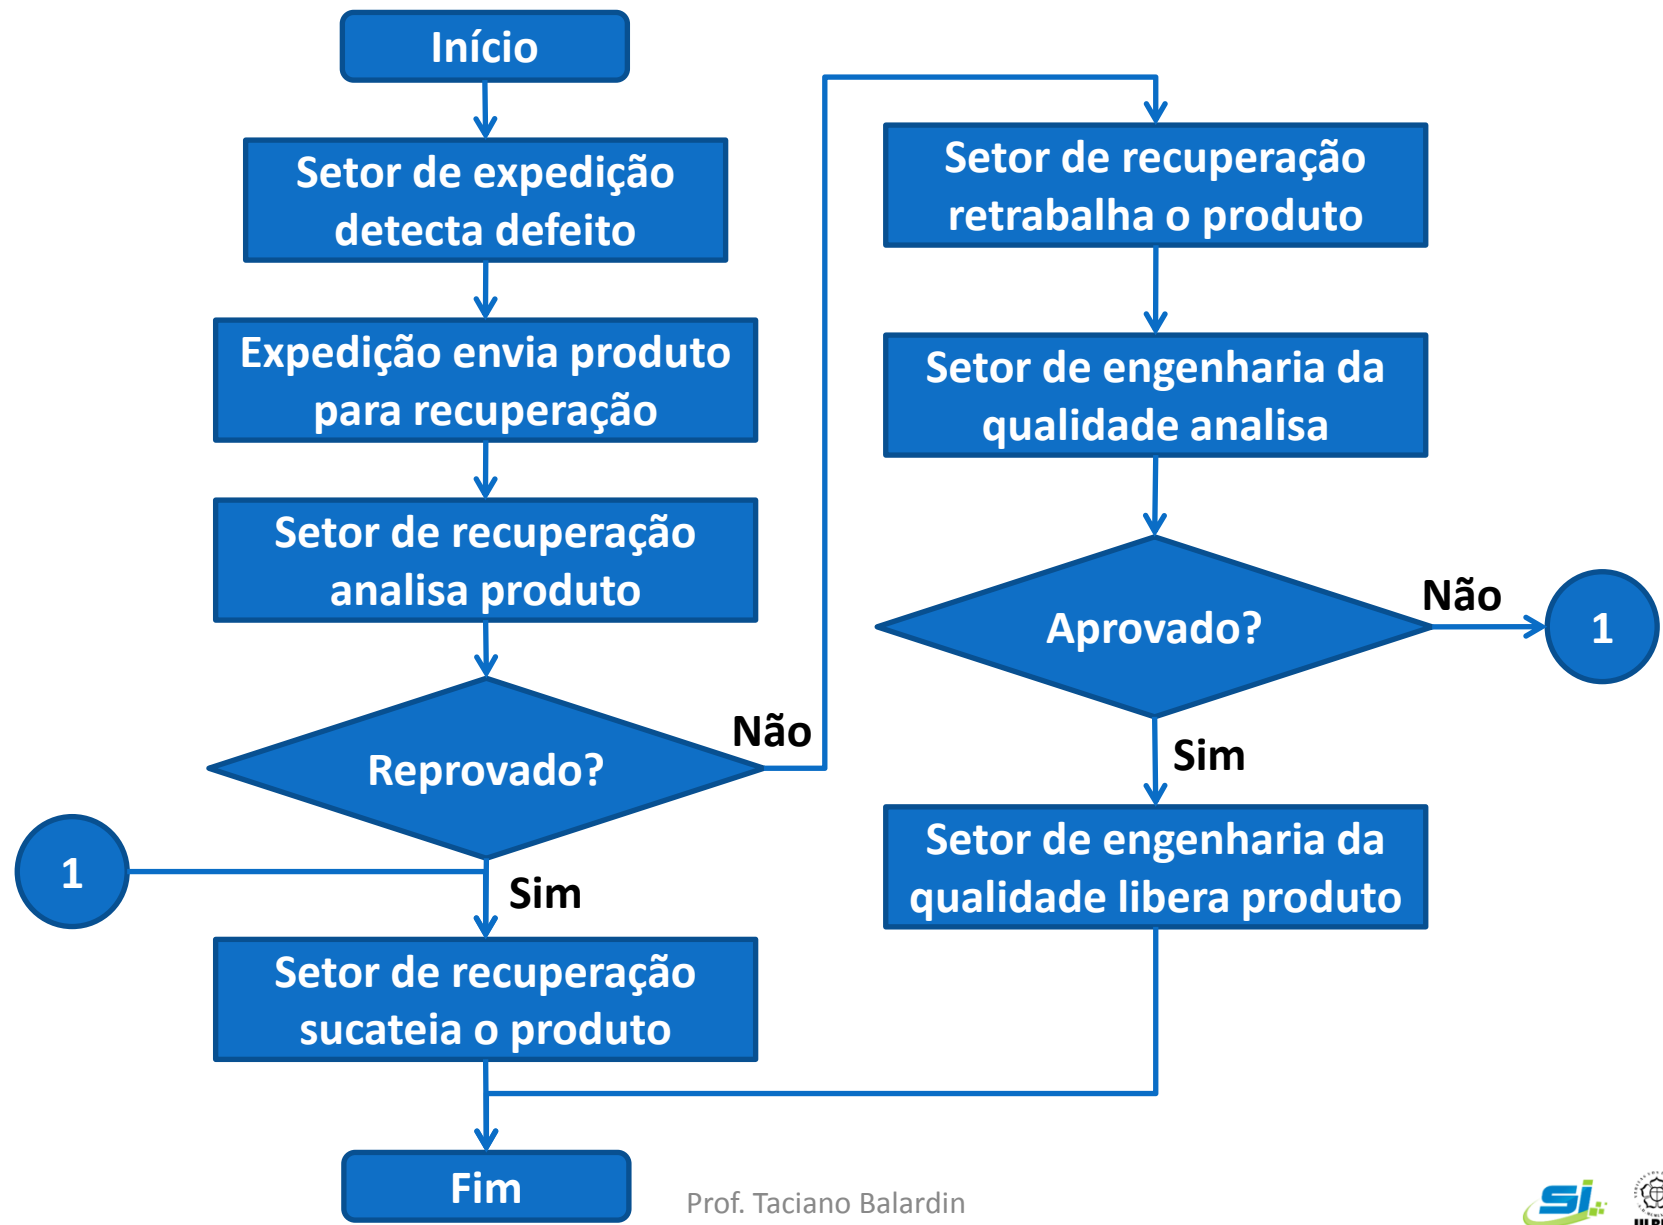 Início
Setor de expedição
detecta defeito
Expedição envia produto
para recuperação
Setor de recuperação
analisa produto
Reprovado?
Não
1
Sim
Setor de recuperação
sucateia o produto
Fim
Setor de recuperação
retrabalha o produto
Setor de engenharia da
qualidade analisa
Aprovado?
Não
1
Sim
Setor de engenharia da
qualidade libera produto
Prof. Taciano Balardin
Si